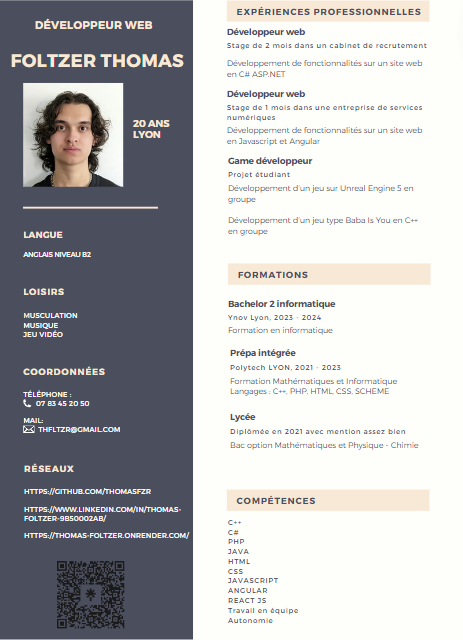 DÉVELOPPEUR WEB
FOLTZER THOMAS
20 ANS
LYON
LANGUE
ANGLAIS NIVEAU B2
LOISIRS
MUSCULATION
MUSIQUE
JEU VIDÉO
COORDONNÉES
TÉLÉPHONE :
07 83 45 20 50
MAIL:
THFLTZR@GMAIL.COM
RÉSEAUX
HTTPS://GITHUB.COM/THOMASFZR
HTTPS://WWW.LINKEDIN.COM/IN/THOMAS-
FOLTZER-9B50002AB/
HTTPS://THOMAS-FOLTZER.ONRENDER.COM/
EXPÉRIENCES PROFESSIONNELLES
Développeur web
Stage de 2 mois dans un cabinet de recrutement
Développement de fonctionnalités sur un site web
en C# ASP.NET
Développeur web
Stage de 1 mois dans une entreprise de services
numériques
Développement de fonctionnalités sur un site web
en Javascript et Angular
Game développeur
Projet étudiant
Développement d'un jeu sur Unreal Engine 5 en
groupe
Développement d'un jeu type Baba Is You en C++
en groupe
FORMATIONS
Bachelor 2 informatique
Ynov Lyon, 2023 - 2024
Formation en informatique
Prépa intégrée
Polytech LYON, 2021 - 2023
Formation Mathématiques et Informatique
Langages : C++, PHP, HTML, CSS, SCHEME
Lycée
Diplômée en 2021 avec mention assez bien
Bac option Mathématiques et Physique - Chimie
COMPÉTENCES
C++
C#
PHP
JAVA
HTML
CSS
JAVASCRIPT
ANGULAR
REACT JS
Travail en équipe
Autonomie